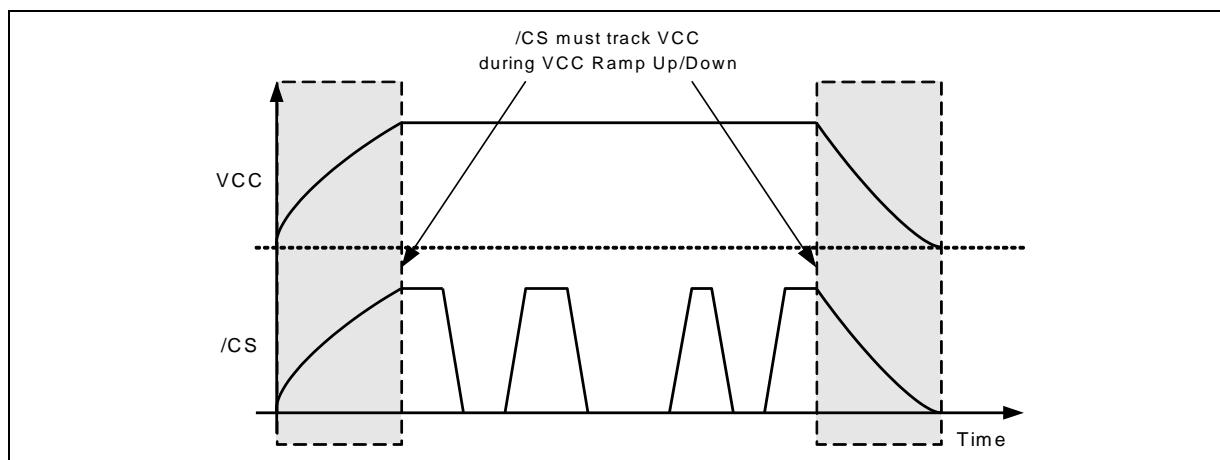 /CS must track VCC
during VCC Ramp Up/Down
VCC
/CS
Time